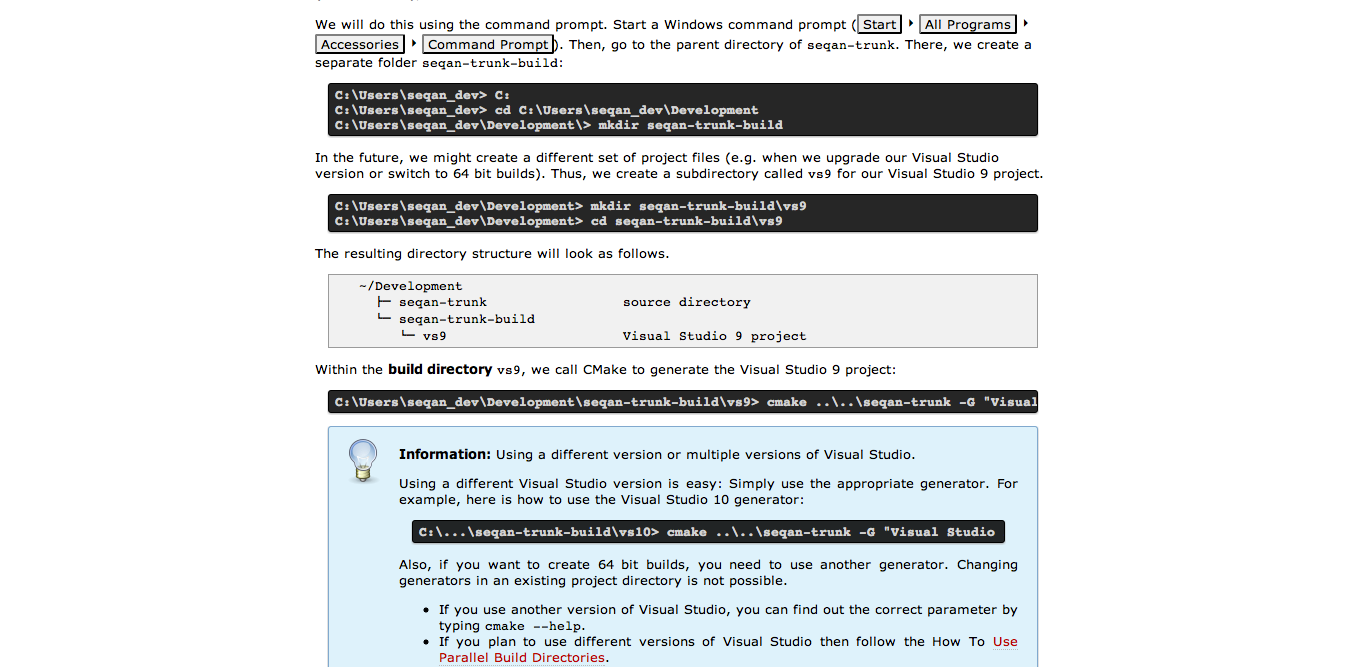 We will do this using the command prompt. Start a Windows command prompt (Start ‣ All Programs ‣
Accessories ‣ Command Prompt). Then, go to the parent directory of seqan-trunk. There, we create a
separate folder seqan-trunk-build:
C:\Users\seqan_dev> C:
C:\Users\seqan_dev> cd C:\Users\seqan_dev\Development
C:\Users\seqan_dev\Development\> mkdir seqan-trunk-build
In the future, we might create a different set of project files (e.g. when we upgrade our Visual Studio
version or switch to 64 bit builds). Thus, we create a subdirectory called vs9 for our Visual Studio 9 project.
C:\Users\seqan_dev\Development> mkdir seqan-trunk-build\vs9
C:\Users\seqan_dev\Development> cd seqan-trunk-build\vs9
The resulting directory structure will look as follows.
~/Development
├─ seqan-trunk source directory
└─ seqan-trunk-build
└─ vs9 Visual Studio 9 project
Within the build directory vs9, we call CMake to generate the Visual Studio 9 project:
C:\Users\seqan_dev\Development\seqan-trunk-build\vs9> cmake ..\..\seqan-trunk -G "Visual
Information: Using a different version or multiple versions of Visual Studio.
Using a different Visual Studio version is easy: Simply use the appropriate generator. For
example, here is how to use the Visual Studio 10 generator:
C:\...\seqan-trunk-build\vs10> cmake ..\..\seqan-trunk -G "Visual Studio
Also, if you want to create 64 bit builds, you need to use another generator. Changing
generators in an existing project directory is not possible.
• If you use another version of Visual Studio, you can find out the correct parameter by
typing cmake --help.
• If you plan to use different versions of Visual Studio then follow the How To Use
Parallel Build Directories.